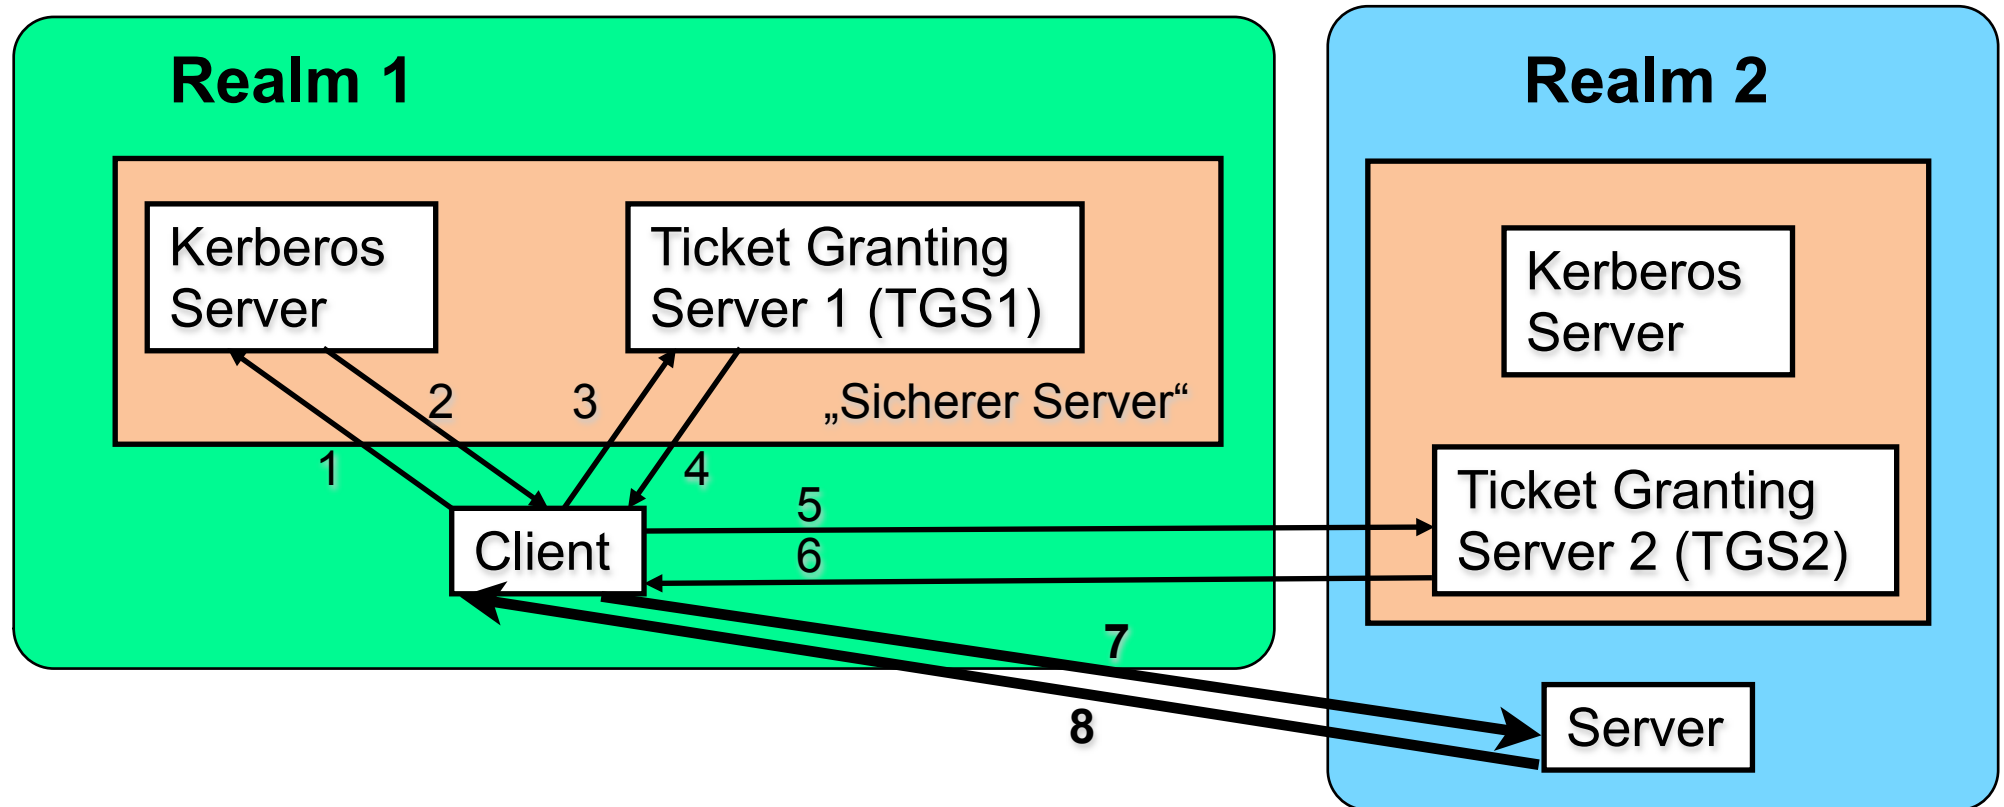 Realm 1
Kerberos
Server
Ticket Granting
Server 1 (TGS1)
2
3
„Sicherer Server“
1
4
Client
5
6
7
8
Realm 2
Kerberos
Server
Ticket Granting
Server 2 (TGS2)
Server